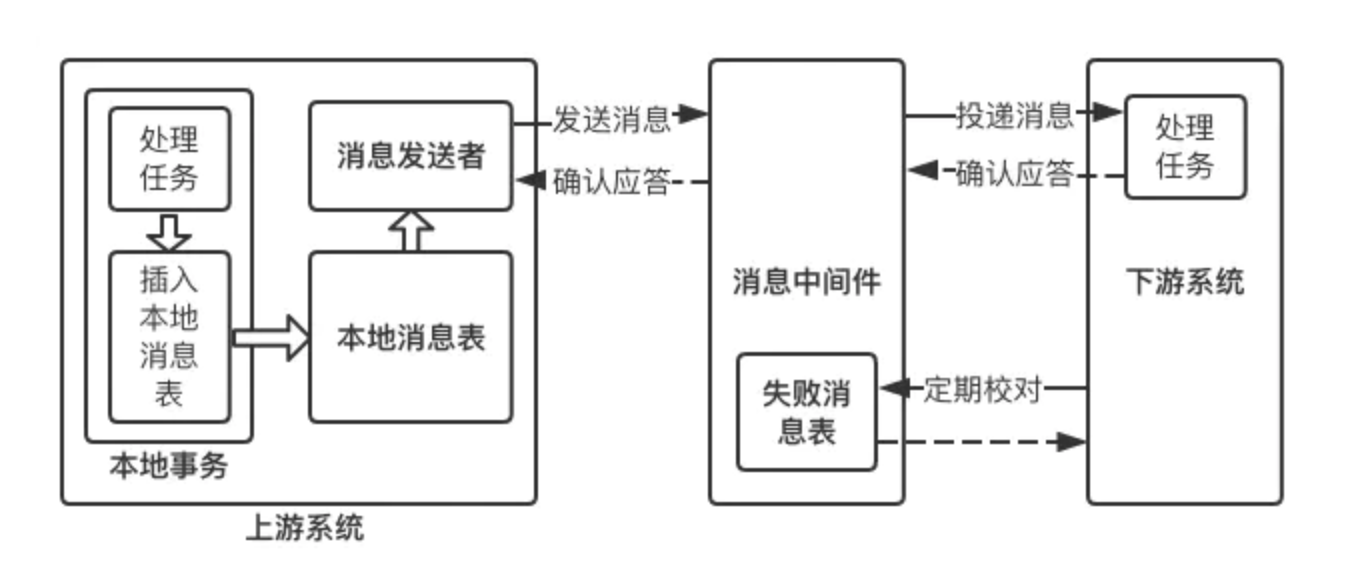 处理
任务
插入
本地
消息
表
本地事务
消息发送者
本地消息表
上游系统
发送消息
确认应答
消息中间件
失败消
息表
投递消息
确认应答
定期校对
处理
任务
下游系统